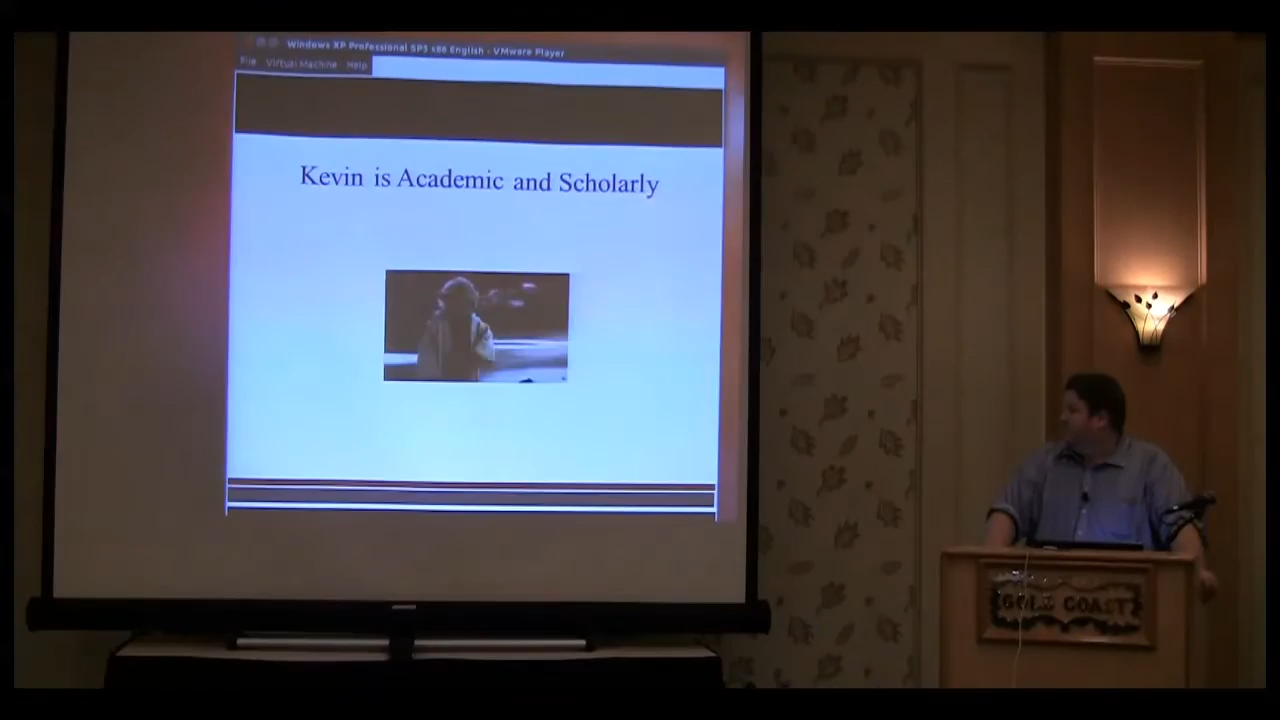 Windows XP Professional SP3 x86 English - VMware Player
File Virtual Machine Help
Kevin is Academic and Scholarly
GOLD COAST